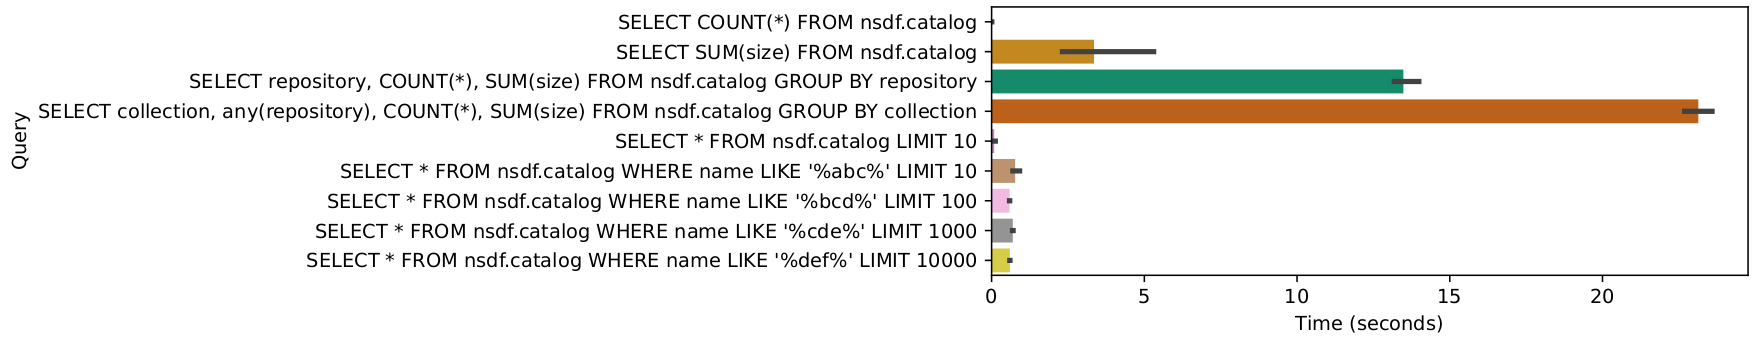 SELECT COUNT(*) FROM nsdf.catalog
SELECT SUM(size) FROM nsdf.catalog
SELECT repository, COUNT(*), SUM(size) FROM nsdf.catalog GROUP BY repository
SELECT collection, any(repository), COUNT(*), SUM(size) FROM nsdf.catalog GROUP BY collection
SELECT * FROM nsdf.catalog LIMIT 10
SELECT * FROM nsdf.catalog WHERE name LIKE '%abc%' LIMIT 10
SELECT * FROM nsdf.catalog WHERE name LIKE '%bcd%' LIMIT 100
SELECT * FROM nsdf.catalog WHERE name LIKE '%cde%' LIMIT 1000
SELECT * FROM nsdf.catalog WHERE name LIKE '%def%' LIMIT 10000
Query
0 5 10 15 20
Time (seconds)